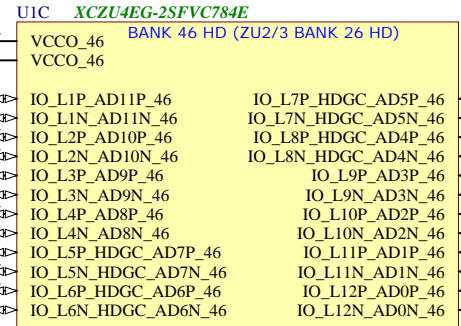 U1C XCZU4EG-2SFVC784E
BANK 46 HD (ZU2/3 BANK 26 HD)
VCCO_46
VCCO_46
IO_L1P_AD11P_46 IO_L7P_HDGC_AD5P_46
IO_L1N_AD11N_46 IO_L7N_HDGC_AD5N_46
IO_L2P_AD10P_46 IO_L8P_HDGC_AD4P_46
IO_L2N_AD10N_46 IO_L8N_HDGC_AD4N_46
IO_L3P_AD9P_46 IO_L9P_AD3P_46
IO_L3N_AD9N_46 IO_L9N_AD3N_46
IO_L4P_AD8P_46 IO_L10P_AD2P_46
IO_L4N_AD8N_46 IO_L10N_AD2N_46
IO_L5P_HDGC_AD7P_46 IO_L11P_AD1P_46
IO_L5N_HDGC_AD7N_46 IO_L11N_AD1N_46
IO_L6P_HDGC_AD6P_46 IO_L12P_AD0P_46
IO_L6N_HDGC_AD6N_46 IO_L12N_AD0N_46